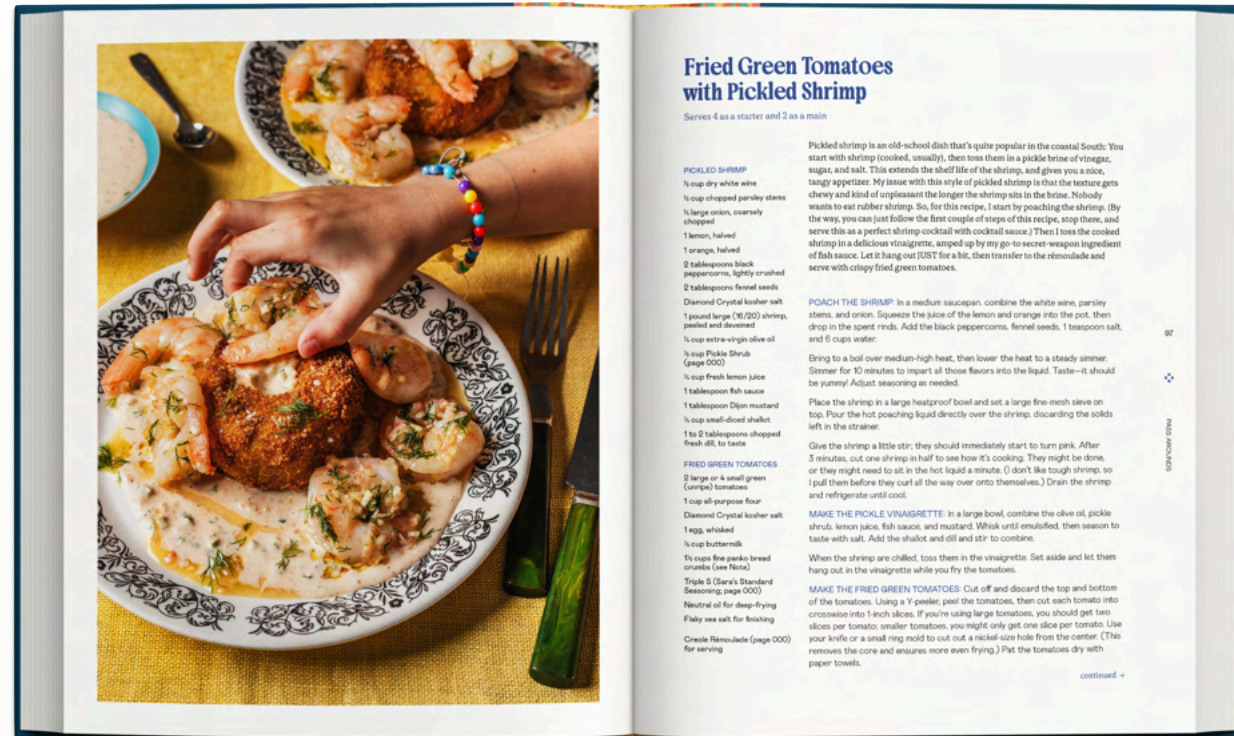 Fried Green Tomatoes
with Pickled Shrimp
Serves 4 as a starter and 2 as a main
PICKLED SHRIMP
cup dry white wine
cup chopped parsley stems
large onion, coarsely
chopped
1 lemon, halved
1 orange, halved
2 tablespoons black
peppercorns, lightly crushed
2 tablespoons fennel seeds
Diamond Crystal kosher salt
1 pound large (16/20) shrimp,
peeled and deveined
cup extra-virgin olive oil
cup Pickle Shrub
(page 000)
cup fresh lemon juice
1 tablespoon fish sauce
1 tablespoon Dijon mustard
cup small-diced shallot
1 to 2 tablespoons chopped
fresh dill, to taste
FRIED GREEN TOMATOES
2 large or 4 small green
(unripe) tomatoes
1 cup all-purpose flour
Diamond Crystal kosher salt
1 egg, whisked
cup buttermilk
cups fine panko bread
crumbs (see Note)
Triple S (Sara's Standard
Seasoning; page 000)
Neutral oil for deep-frying
Flaky sea salt for finishing
Creole Rémoulade (page 000)
for serving
Pickled shrimp is an old-school dish that's quite popular in the coastal South: You
start with shrimp (cooked, usually), then toss them in a pickle brine of vinegar,
sugar, and salt. This extends the shelf life of the shrimp, and gives you a nice,
tangy appetizer. My issue with this style of pickled shrimp is that the texture gets
chewy and kind of unpleasant the longer the shrimp sits in the brine. Nobody
wants to eat rubber shrimp. So, for this recipe, I start by poaching the shrimp. (By
the way, you can just follow the first couple of steps of this recipe, stop there, and
serve this as a perfect shrimp cocktail with cocktail sauce.) Then I toss the cooked
shrimp in a delicious vinaigrette, amped up by my go-to secret-weapon ingredient
of fish sauce. Let it hang out JUST for a bit, then transfer to the rémoulade and
serve with crispy fried green tomatoes.
POACH THE SHRIMP: In a medium saucepan, combine the white wine, parsley
stems, and onion. Squeeze the juice of the lemon and orange into the pot, then
drop in the spent rinds. Add the black peppercorns, fennel seeds, 1 teaspoon salt,
and 6 cups water.
Bring to a boil over medium-high heat, then lower the heat to a steady simmer.
Simmer for 10 minutes to impart all those flavors into the liquid. Taste—it should
be yummy! Adjust seasoning as needed.
Place the shrimp in a large heatproof bowl and set a large fine-mesh sieve on
top. Pour the hot poaching liquid directly over the shrimp, discarding the solids
left in the strainer.
Give the shrimp a little stir; they should immediately start to turn pink. After
3 minutes, cut one shrimp in half to see how it's cooking. They might be done,
or they might need to sit in the hot liquid a minute. (I don't like tough shrimp, so
I pull them before they curl all the way over onto themselves.) Drain the shrimp
and refrigerate until cool.
MAKE THE PICKLE VINAIGRETTE: In a large bowl, combine the olive oil, pickle
shrub, lemon juice, fish sauce, and mustard. Whisk until emulsified, then season to
taste with salt. Add the shallot and dill and stir to combine.
When the shrimp are chilled, toss them in the vinaigrette. Set aside and let them
hang out in the vinaigrette while you fry the tomatoes.
MAKE THE FRIED GREEN TOMATOES: Cut off and discard the top and bottom
of the tomatoes. Using a Y-peeler, peel the tomatoes, then cut each tomato into
crosswise into 1-inch slices. If you're using large tomatoes, you should get two
slices per tomato; smaller tomatoes, you might only get one slice per tomato. Use
your knife or a small ring mold to cut out a nickel-size hole from the center. (This
removes the core and ensures more even frying.) Pat the tomatoes dry with
paper towels.
continued →
PASS AROUNDS